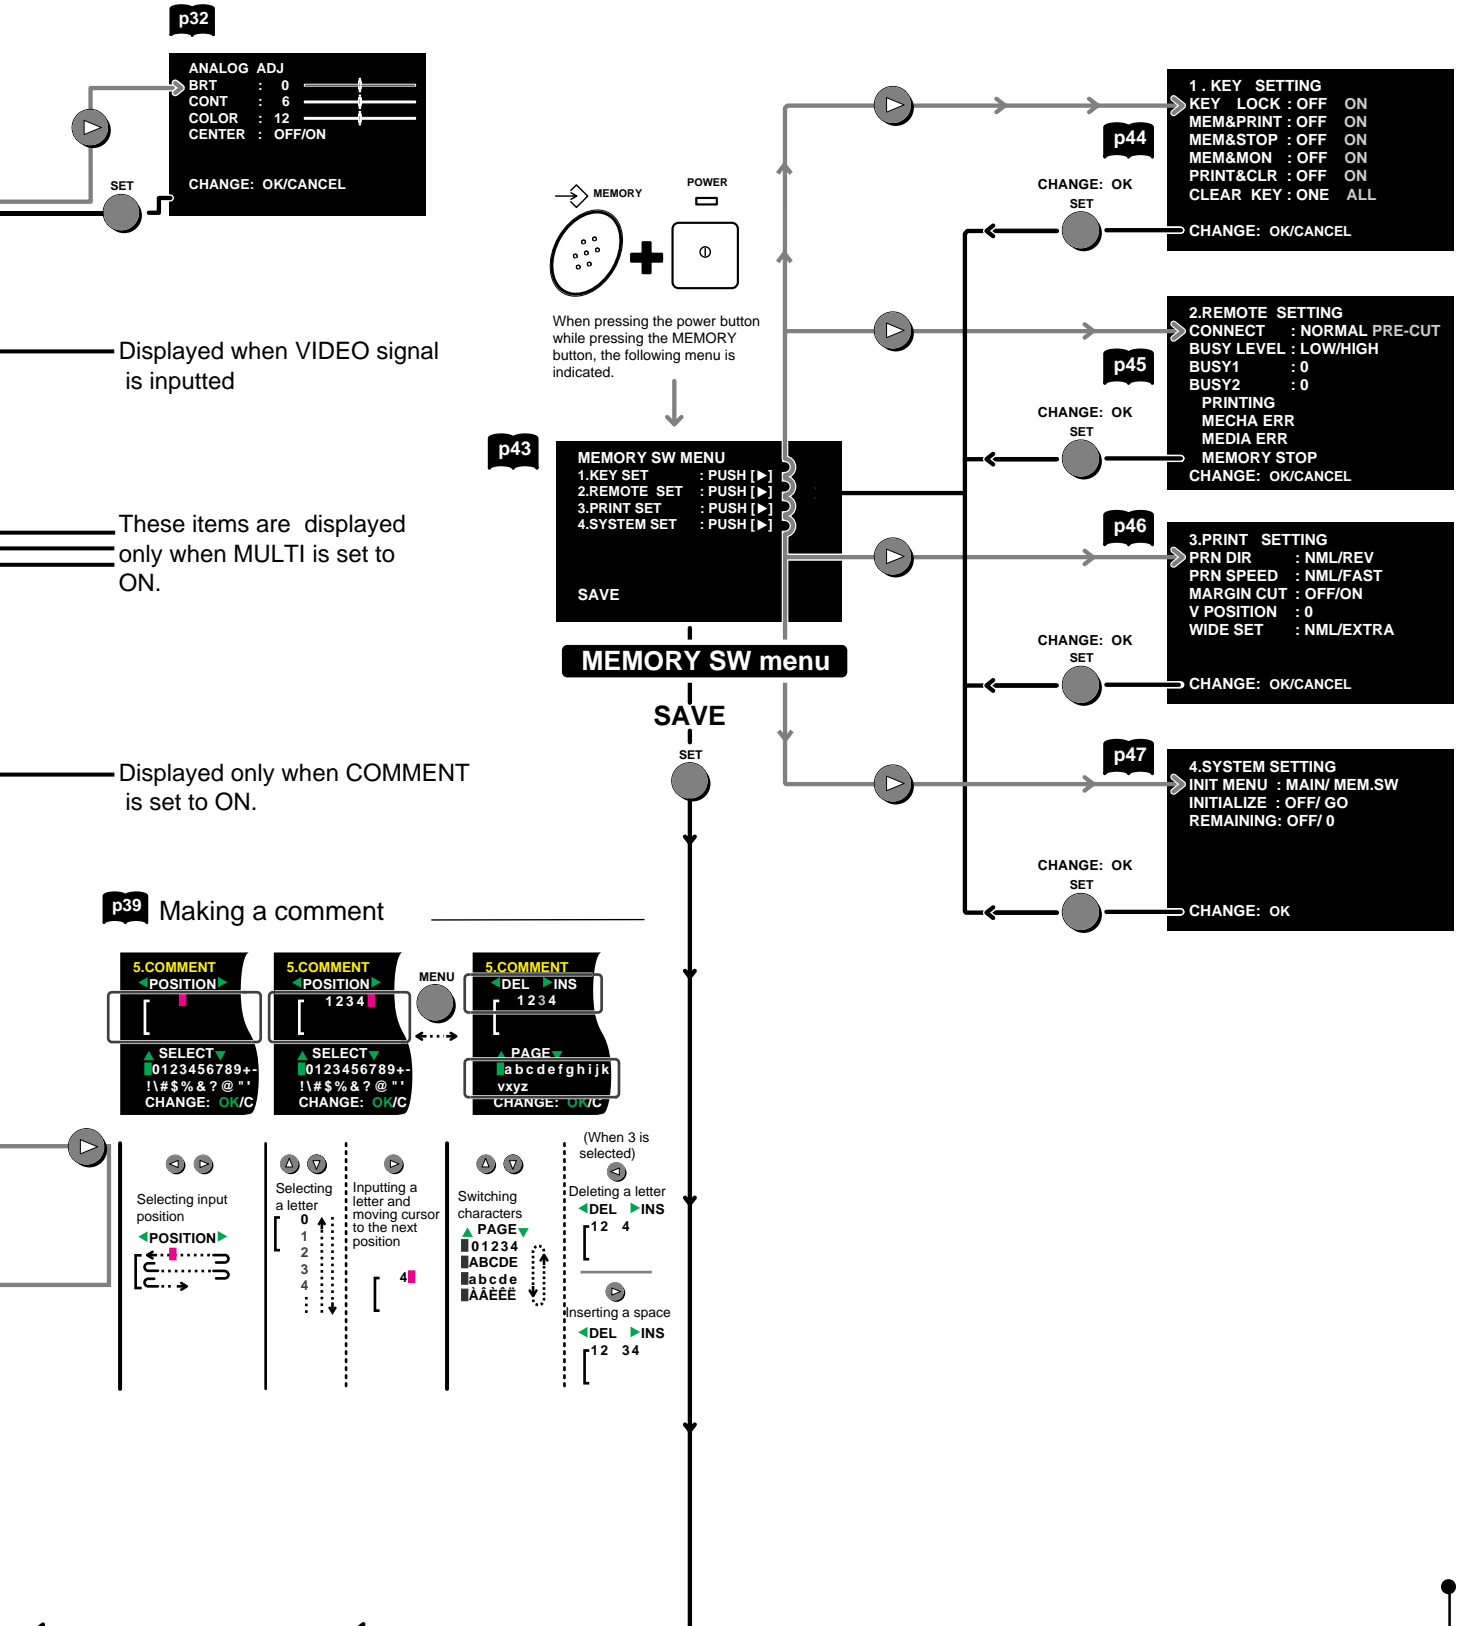 p32
ANALOG ADJ
BRT : 0
CONT : 6
COLOR : 12
CENTER : OFF/ON
CHANGE: OK/CANCEL
SET
Displayed when VIDEO signal
is inputted
These items are displayed
only when MULTI is set to
ON.
Displayed only when COMMENT
is set to ON.
MEMORY
POWER
When pressing the power button
while pressing the MEMORY
button, the following menu is
indicated.
p43
MEMORY SW MENU
1.KEY SET : PUSH [▶]
2.REMOTE SET : PUSH [▶]
3.PRINT SET : PUSH [▶]
4.SYSTEM SET : PUSH [▶]
SAVE
MEMORY SW menu
SAVE
SET
p44
1 . KEY SETTING
KEY LOCK : OFF ON
MEM&PRINT : OFF ON
MEM&STOP : OFF ON
MEM&MON : OFF ON
PRINT&CLR : OFF ON
CLEAR KEY : ONE ALL
CHANGE: OK/CANCEL
CHANGE: OK
SET
p45
2.REMOTE SETTING
CONNECT : NORMAL PRE-CUT
BUSY LEVEL : LOW/HIGH
BUSY1 : 0
BUSY2 : 0
PRINTING
MECHA ERR
MEDIA ERR
MEMORY STOP
CHANGE: OK/CANCEL
CHANGE: OK
SET
p46
3.PRINT SETTING
PRN DIR : NML/REV
PRN SPEED : NML/FAST
MARGIN CUT : OFF/ON
V POSITION : 0
WIDE SET : NML/EXTRA
CHANGE: OK/CANCEL
CHANGE: OK
SET
p47
4.SYSTEM SETTING
INIT MENU : MAIN/ MEM.SW
INITIALIZE : OFF/ GO
REMAINING: OFF/ 0
CHANGE: OK
CHANGE: OK
SET
p39 Making a comment
5.COMMENT
◀POSITION▶
[
▲ SELECT▼
0123456789+-
!\#$%&?@"'
CHANGE: OK/C
5.COMMENT
◀POSITION▶
1234
[
▲ SELECT▼
0123456789+-
!\#$%&?@"'
CHANGE: OK/C
MENU
5.COMMENT
◀DEL ▶INS
1234
[
▲ PAGE▼
abcdefghijk
vxyz
CHANGE: OK/C
Selecting input
position
◀POSITION▶
[
Selecting
a letter
[ 0
1
2
3
4
:
Inputting a
letter and
moving cursor
to the next
position
[ 4
Switching
characters
▲ PAGE▼
01234
ABCDE
abcde
ÀÂÈÊË
(When 3 is
selected)
Deleting a letter
◀DEL ▶INS
[12 4
Inserting a space
◀DEL ▶INS
[12 34